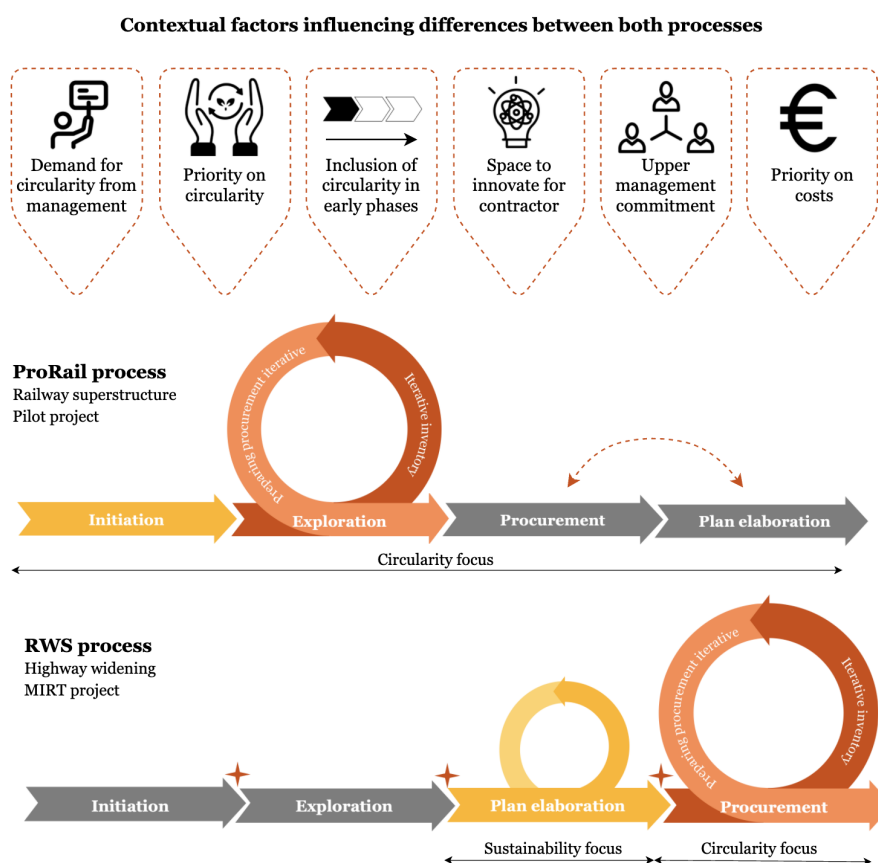 Contextual factors influencing differences between both processes
Demand for
circularity from
management
Priority on
circularity
Inclusion of
circularity in
early phases
Space to
innovate for
contractor
Upper
management
commitment
Priority on
costs
ProRail process
Railway superstructure
Pilot project
Preparing procurement iterative
Iterative inventory
Initiation
Exploration
Procurement
Plan elaboration
Circularity focus
RWS process
Highway widening
MIRT project
Preparing procurement iterative
Iterative inventory
Initiation
Exploration
Plan elaboration
Procurement
Sustainability focus
Circularity focus